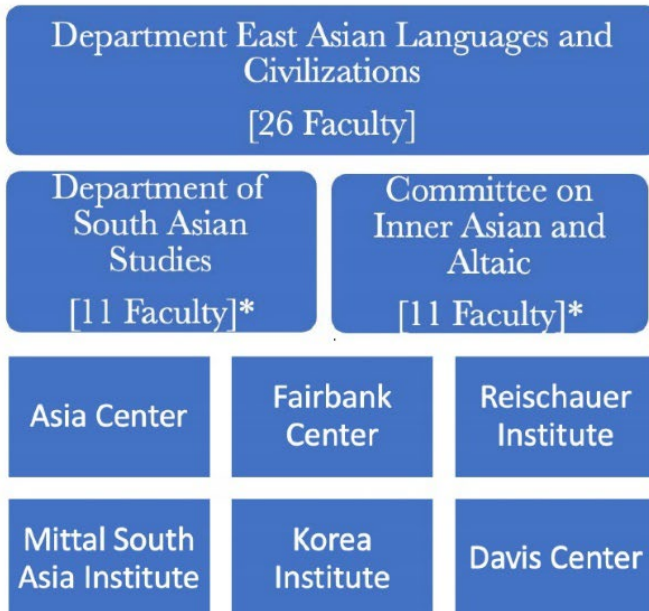 Department East Asian Languages and
Civilizations
[26 Faculty]
Department of
South Asian
Studies
[11 Faculty]*
Committee on
Inner Asian and
Altaic
[11 Faculty]*
Asia Center
Fairbank
Center
Reischauer
Institute
Mittal South
Asia Institute
Korea
Institute
Davis Center